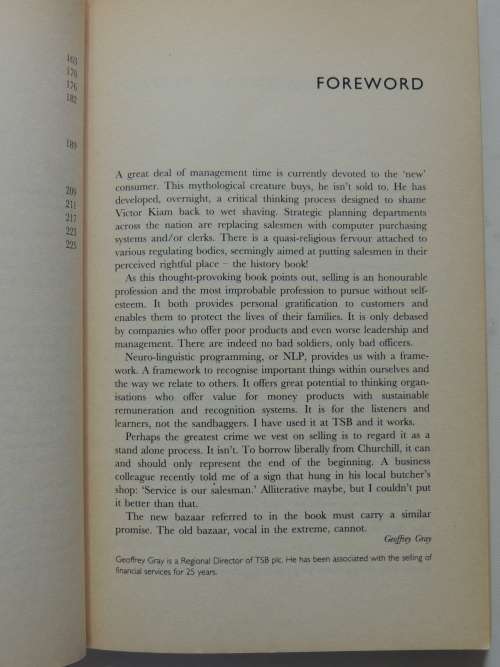 163
170
176
182
189
209
211
217
221
225
FOREWORD
A great deal of management time is currently devoted to the ‘new’
consumer. This mythological creature buys, he isn’t sold to. He has
developed, overnight, a critical thinking process designed to shame
Victor Kiam back to wet shaving. Strategic planning departments
across the nation are replacing salesmen with computer purchasing
systems and/or clerks. There is a quasi-religious fervour attached to
various regulating bodies, seemingly aimed at putting salesmen in their
perceived rightful place – the history book!
As this thought-provoking book points out, selling is an honourable
profession and the most improbable profession to pursue without self-
esteem. It both provides personal gratification to customers and
enables them to protect the lives of their families. It is only debased
by companies who offer poor products and even worse leadership and
management. There are indeed no bad soldiers, only bad officers.
Neuro-linguistic programming, or NLP, provides us with a frame-
work. A framework to recognise important things within ourselves and
the way we relate to others. It offers great potential to thinking organ-
isations who offer value for money products with sustainable
remuneration and recognition systems. It is for the listeners and
learners, not the sandbaggers. I have used it at TSB and it works.
Perhaps the greatest crime we vest on selling is to regard it as a
stand alone process. It isn’t. To borrow liberally from Churchill, it can
and should only represent the end of the beginning. A business
colleague recently told me of a sign that hung in his local butcher’s
shop: ‘Service is our salesman.’ Alliterative maybe, but I couldn’t put
it better than that.
The new bazaar referred to in the book must carry a similar
promise. The old bazaar, vocal in the extreme, cannot.
Geoffrey Gray
Geoffrey Gray is a Regional Director of TSB plc. He has been associated with the selling of
financial services for 25 years.